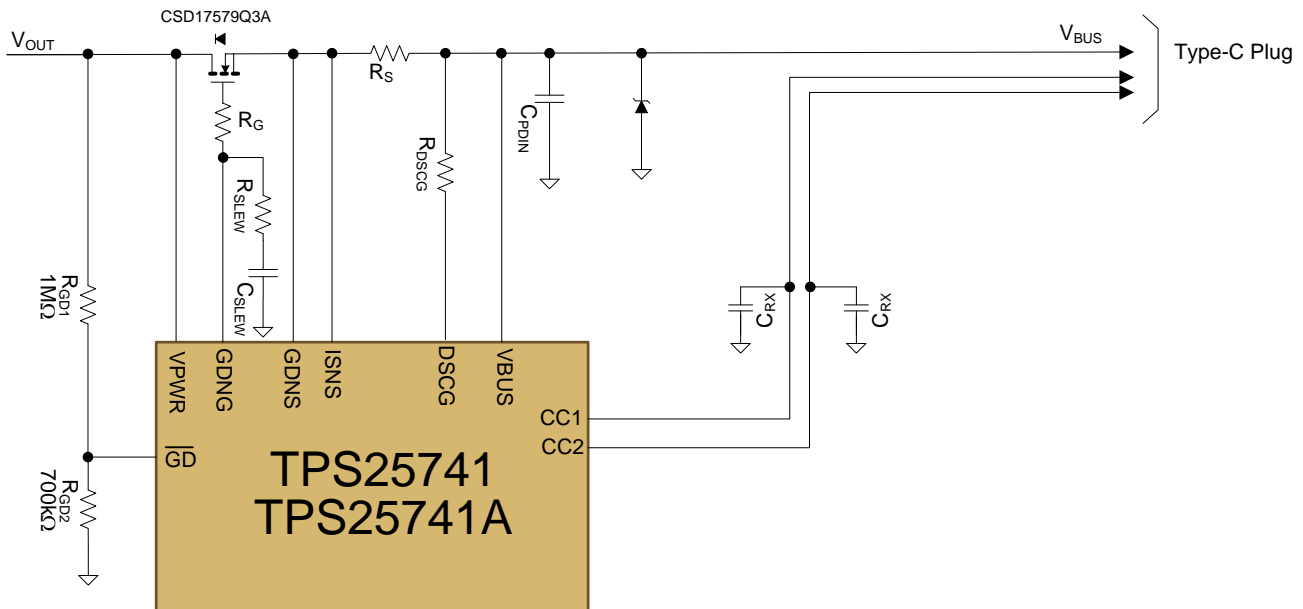 CSD17579Q3A
VOUT
VBUS
Type-C Plug
RS
RG
CPDIN
RDSCG
RSLEW
CSLEW
RGD1
1MΩ
CRX
CRX
VPWR
GDNG
GDNS
ISNS
DSCG
VBUS
CC1
CC2
GD
TPS25741
TPS25741A
RGD2
700kΩ